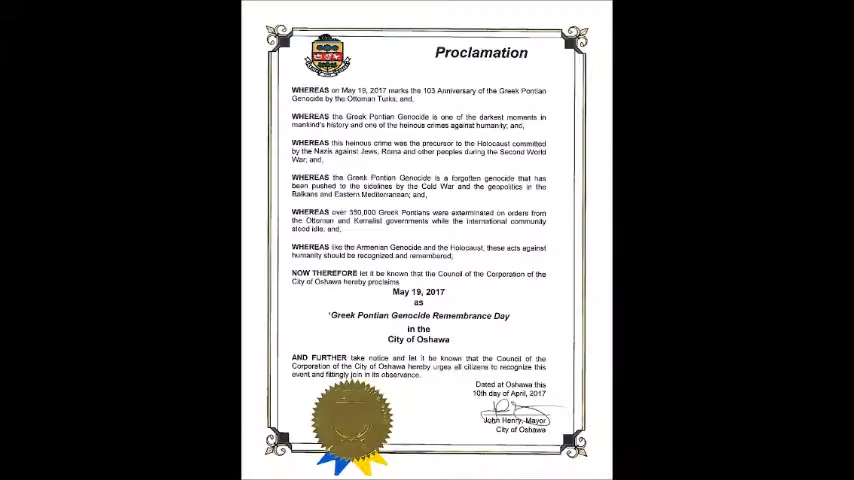 Proclamation
WHEREAS on May 19, 2017 marks the 103 Anniversary of the Greek Pontian
Genocide by the Ottoman Turks; and,
WHEREAS the Greek Pontian Genocide is one of the darkest moments in
mankind's history and one of the heinous crimes against humanity; and,
WHEREAS this heinous crime was the precursor to the Holocaust committed
by the Nazis against Jews, Roma and other peoples during the Second World
War; and,
WHEREAS the Greek Pontian Genocide is a forgotten genocide that has
been pushed to the sidelines by the Cold War and the geopolitics in the
Balkans and Eastern Mediterranean; and,
WHEREAS over 350,000 Greek Pontians were exterminated on orders from
the Ottoman and Kemalist governments while the international community
stood idle; and,
WHEREAS like the Armenian Genocide and the Holocaust, these acts against
humanity should be recognized and remembered;
NOW THEREFORE let it be known that the Council of the Corporation of the
City of Oshawa hereby proclaims
May 19, 2017
as
'Greek Pontian Genocide Remembrance Day
in the
City of Oshawa
AND FURTHER take notice and let it be known that the Council of the
Corporation of the City of Oshawa hereby urges all citizens to recognize this
event and fittingly join in its observance.
Dated at Oshawa this
10th day of April, 2017
John Henry, Mayor
City of Oshawa